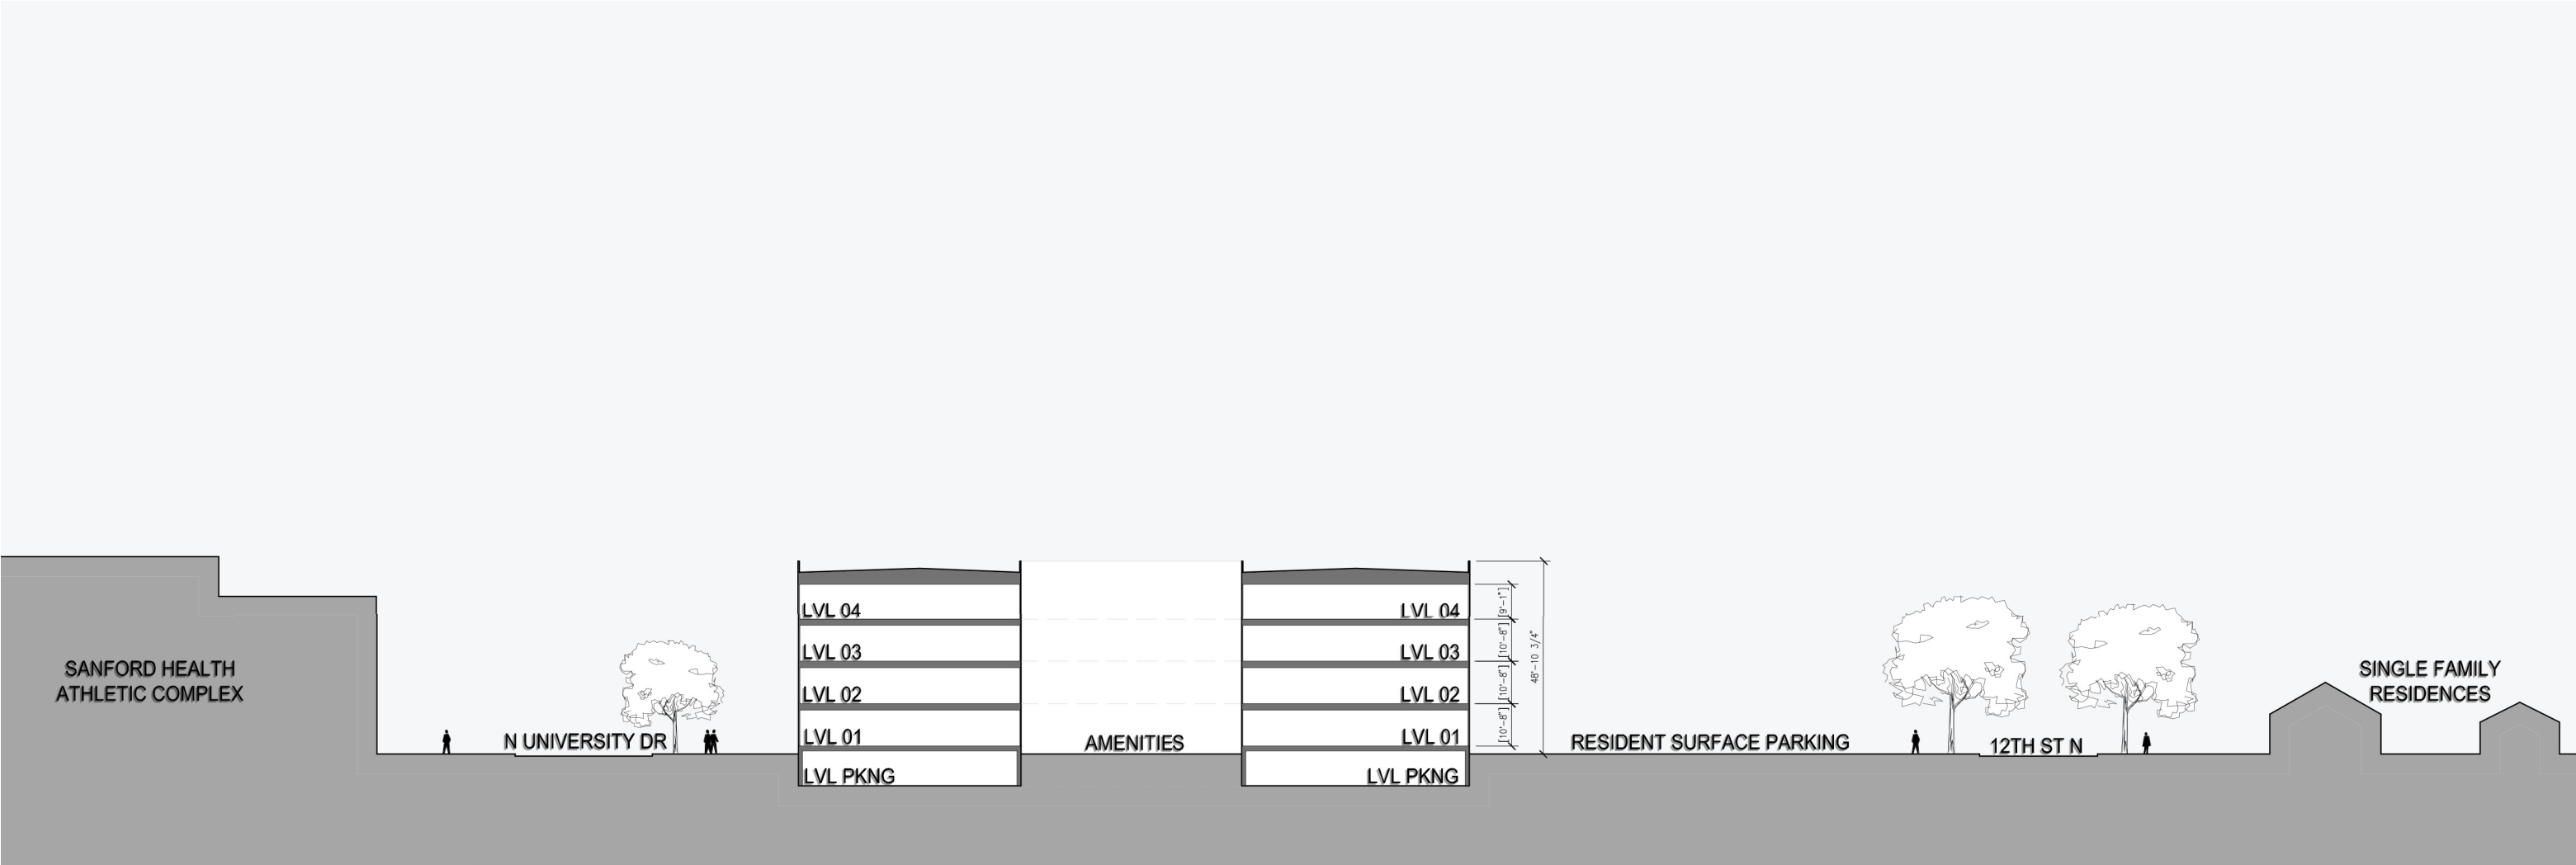 SANFORD HEALTH
ATHLETIC COMPLEX
N UNIVERSITY DR
LVL 04
LVL 03
LVL 02
LVL 01
LVL PKNG
AMENITIES
LVL 04
LVL 03
LVL 02
LVL 01
LVL PKNG
[9'-1"]
[10'-8"]
[10'-8"]
[10'-8"]
48'-10 3/4"
RESIDENT SURFACE PARKING
12TH ST N
SINGLE FAMILY
RESIDENCES